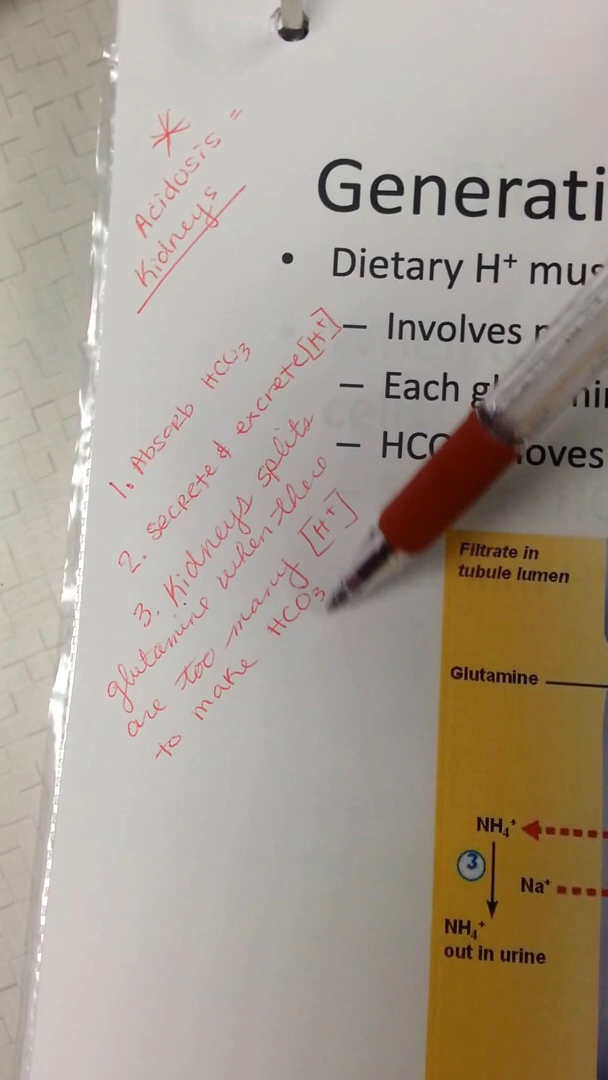 * Acidosis =
Kidneys
1. Absorb HCO3
2. secrete & excrete [H+]
3. Kidneys splits
glutamine when there
are too many [H+]
to make HCO3
Generati
• Dietary H+ mus
– Involves
– Each gl
– HC oves
Filtrate in
tubule lumen
Glutamine
NH4+
3
Na+
NH4+
out in urine